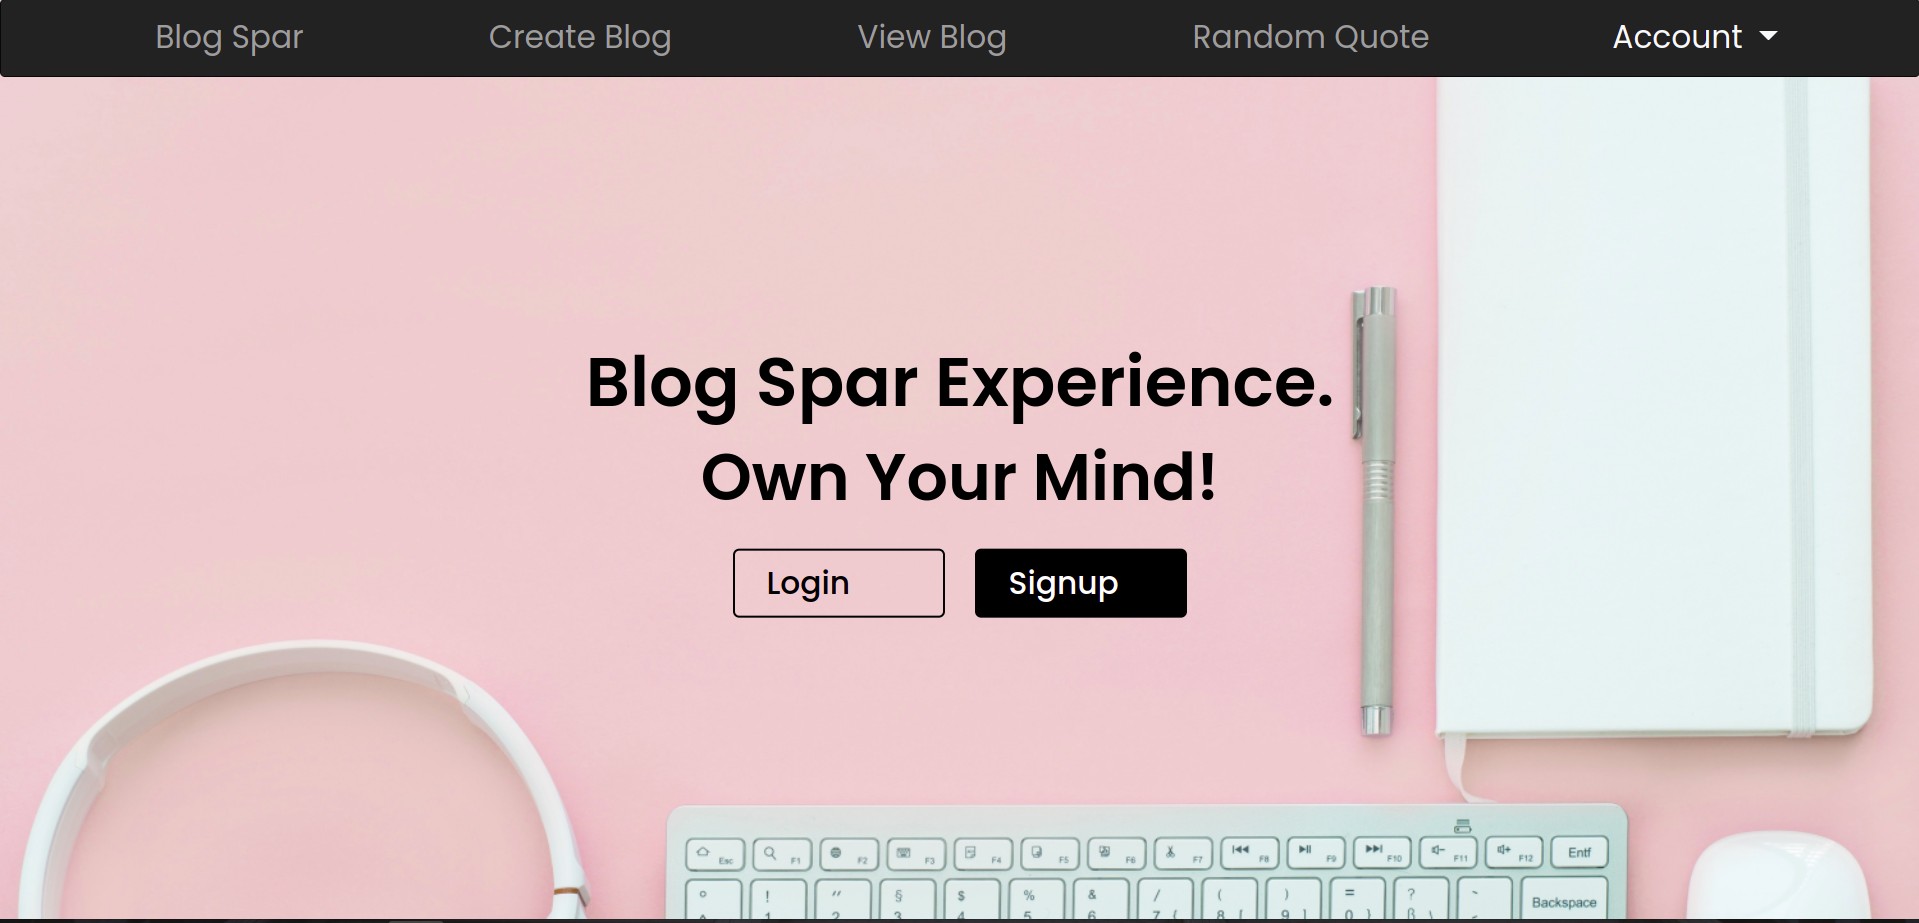 Blog Spar Create Blog View Blog Random Quote Account
Blog Spar Experience.
Own Your Mind!
Login Signup
Esc F1 F2 F3 F4 F5 F6 F7 F8 F9 F10 F11 F12 Entf
° ! " § $ % & / ( ) = ? ` Backspace